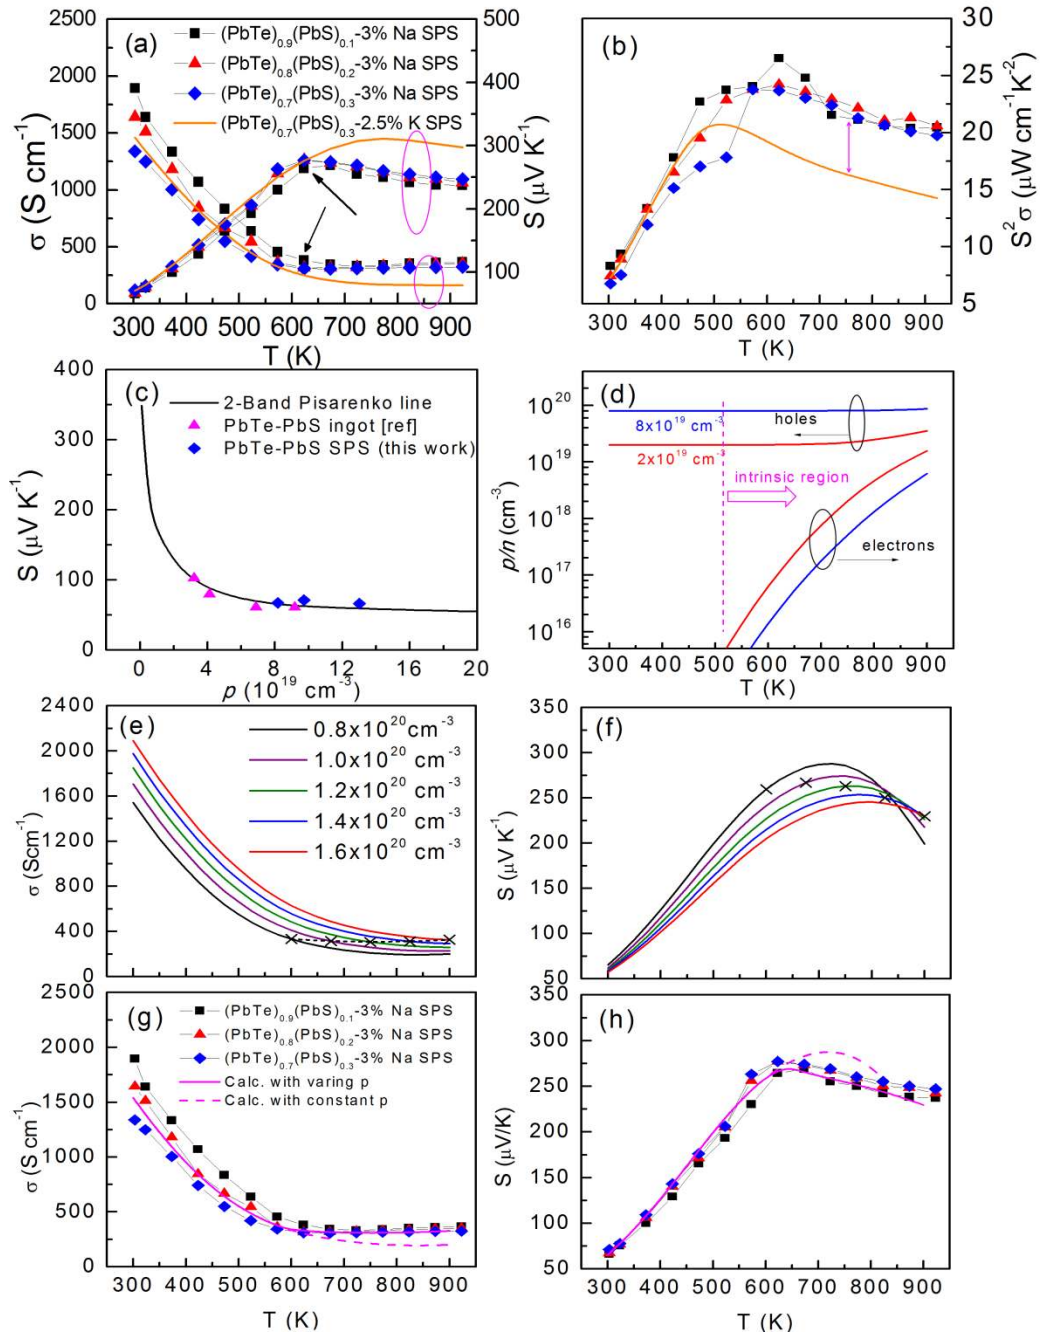 (a)
(PbTe)0.9(PbS)0.1-3% Na SPS
(PbTe)0.8(PbS)0.2-3% Na SPS
(PbTe)0.7(PbS)0.3-3% Na SPS
(PbTe)0.7(PbS)0.3-2.5% K SPS
2500
2000
1500
1000
500
0
σ (S cm⁻¹)
500
400
300
200
100
S (μV K⁻¹)
300 400 500 600 700 800 900
T (K)
(b)
30
25
20
15
10
5
S²σ (μW cm⁻¹K⁻²)
300 400 500 600 700 800 900
T (K)
(c)
2-Band Pisarenko line
PbTe-PbS ingot [ref]
PbTe-PbS SPS (this work)
400
300
200
100
0
S (μV K⁻¹)
0 4 8 12 16 20
p (10¹⁹ cm⁻³)
(d)
8x10¹⁹ cm⁻³
holes
2x10¹⁹ cm⁻³
intrinsic region
electrons
10²⁰
10¹⁹
10¹⁸
10¹⁷
10¹⁶
p/n (cm⁻³)
300 400 500 600 700 800 900
T (K)
(e)
0.8x10²⁰cm⁻³
1.0x10²⁰cm⁻³
1.2x10²⁰cm⁻³
1.4x10²⁰cm⁻³
1.6x10²⁰cm⁻³
2400
2000
1600
1200
800
400
0
σ (Scm⁻¹)
(f)
350
300
250
200
150
100
50
S (μV K⁻¹)
(g)
(PbTe)0.9(PbS)0.1-3% Na SPS
(PbTe)0.8(PbS)0.2-3% Na SPS
(PbTe)0.7(PbS)0.3-3% Na SPS
Calc. with varing p
Calc. with constant p
2500
2000
1500
1000
500
0
σ (Scm⁻¹)
300 400 500 600 700 800 900
T (K)
(h)
350
300
250
200
150
100
50
S (μV/K)
300 400 500 600 700 800 900
T (K)